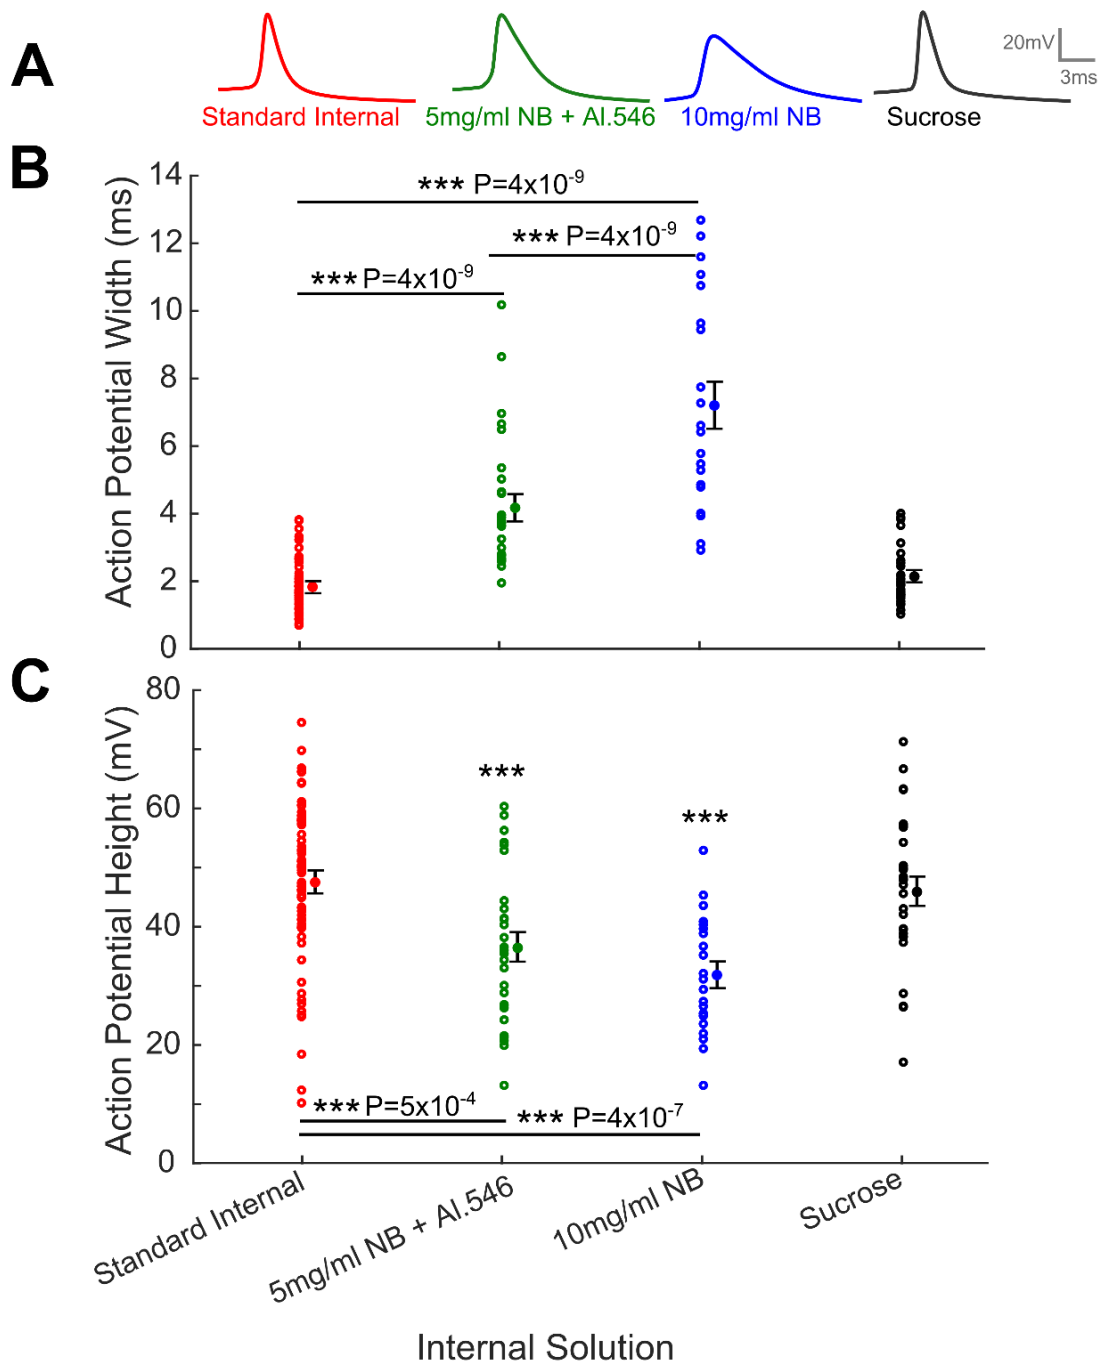 A
20mV
3ms
Standard Internal
5mg/ml NB + Al.546
10mg/ml NB
Sucrose
B
Action Potential Width (ms)
14
12
10
8
6
4
2
0
*** P=4x10-9
*** P=4x10-9
*** P=4x10-9
C
Action Potential Height (mV)
80
60
40
20
0
***
***
*** P=5x10-4
*** P=4x10-7
Standard Internal
5mg/ml NB + Al.546
10mg/ml NB
Sucrose
Internal Solution